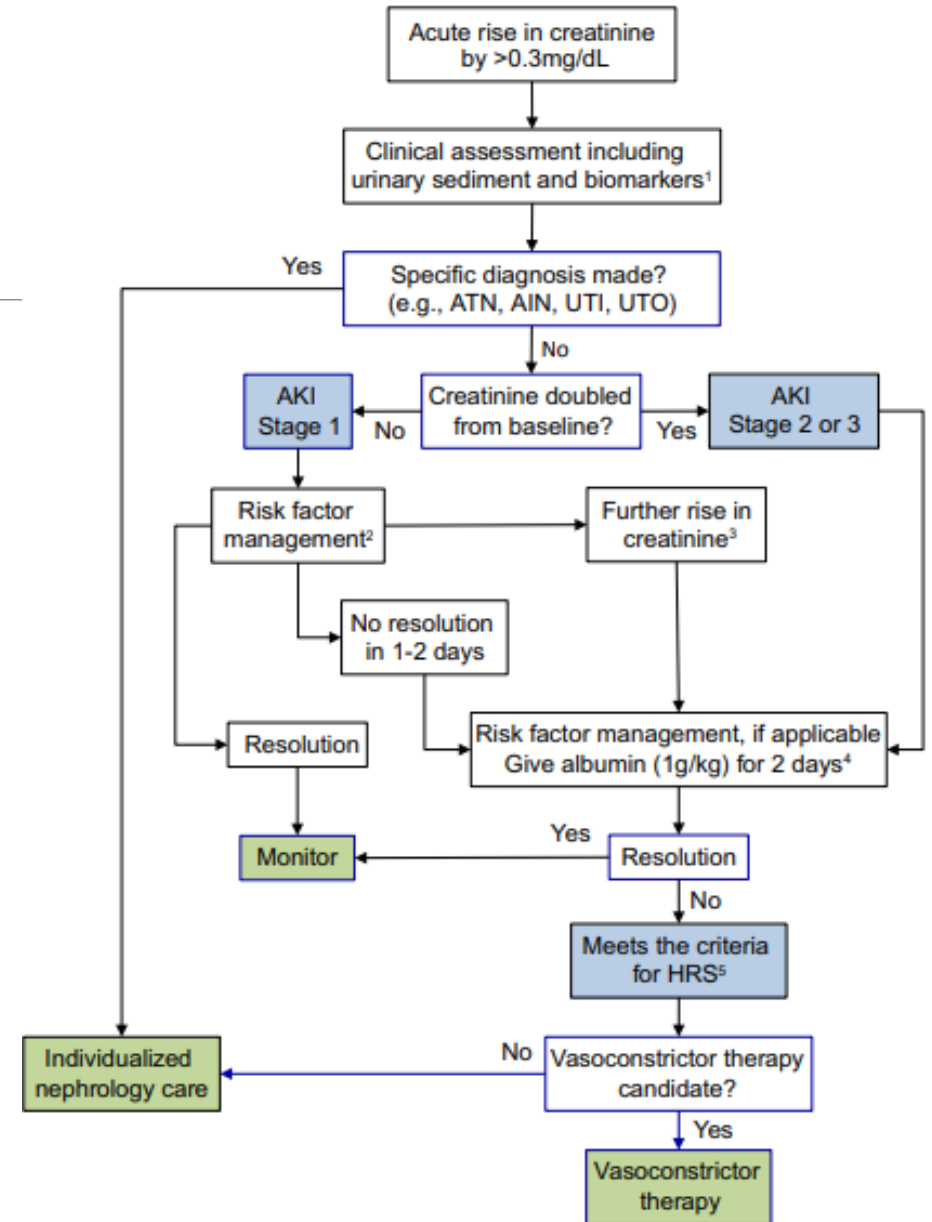 Acute rise in creatinine
by >0.3mg/dL
Clinical assessment including
urinary sediment and biomarkers¹
Yes
Specific diagnosis made?
(e.g., ATN, AIN, UTI, UTO)
No
AKI
Stage 1
No
Creatinine doubled
from baseline?
Yes
AKI
Stage 2 or 3
Risk factor
management²
Further rise in
creatinine³
No resolution
in 1-2 days
Resolution
Risk factor management, if applicable
Give albumin (1g/kg) for 2 days⁴
Monitor
Yes
Resolution
No
Meets the criteria
for HRS⁵
Individualized
nephrology care
No
Vasoconstrictor therapy
candidate?
Yes
Vasoconstrictor
therapy